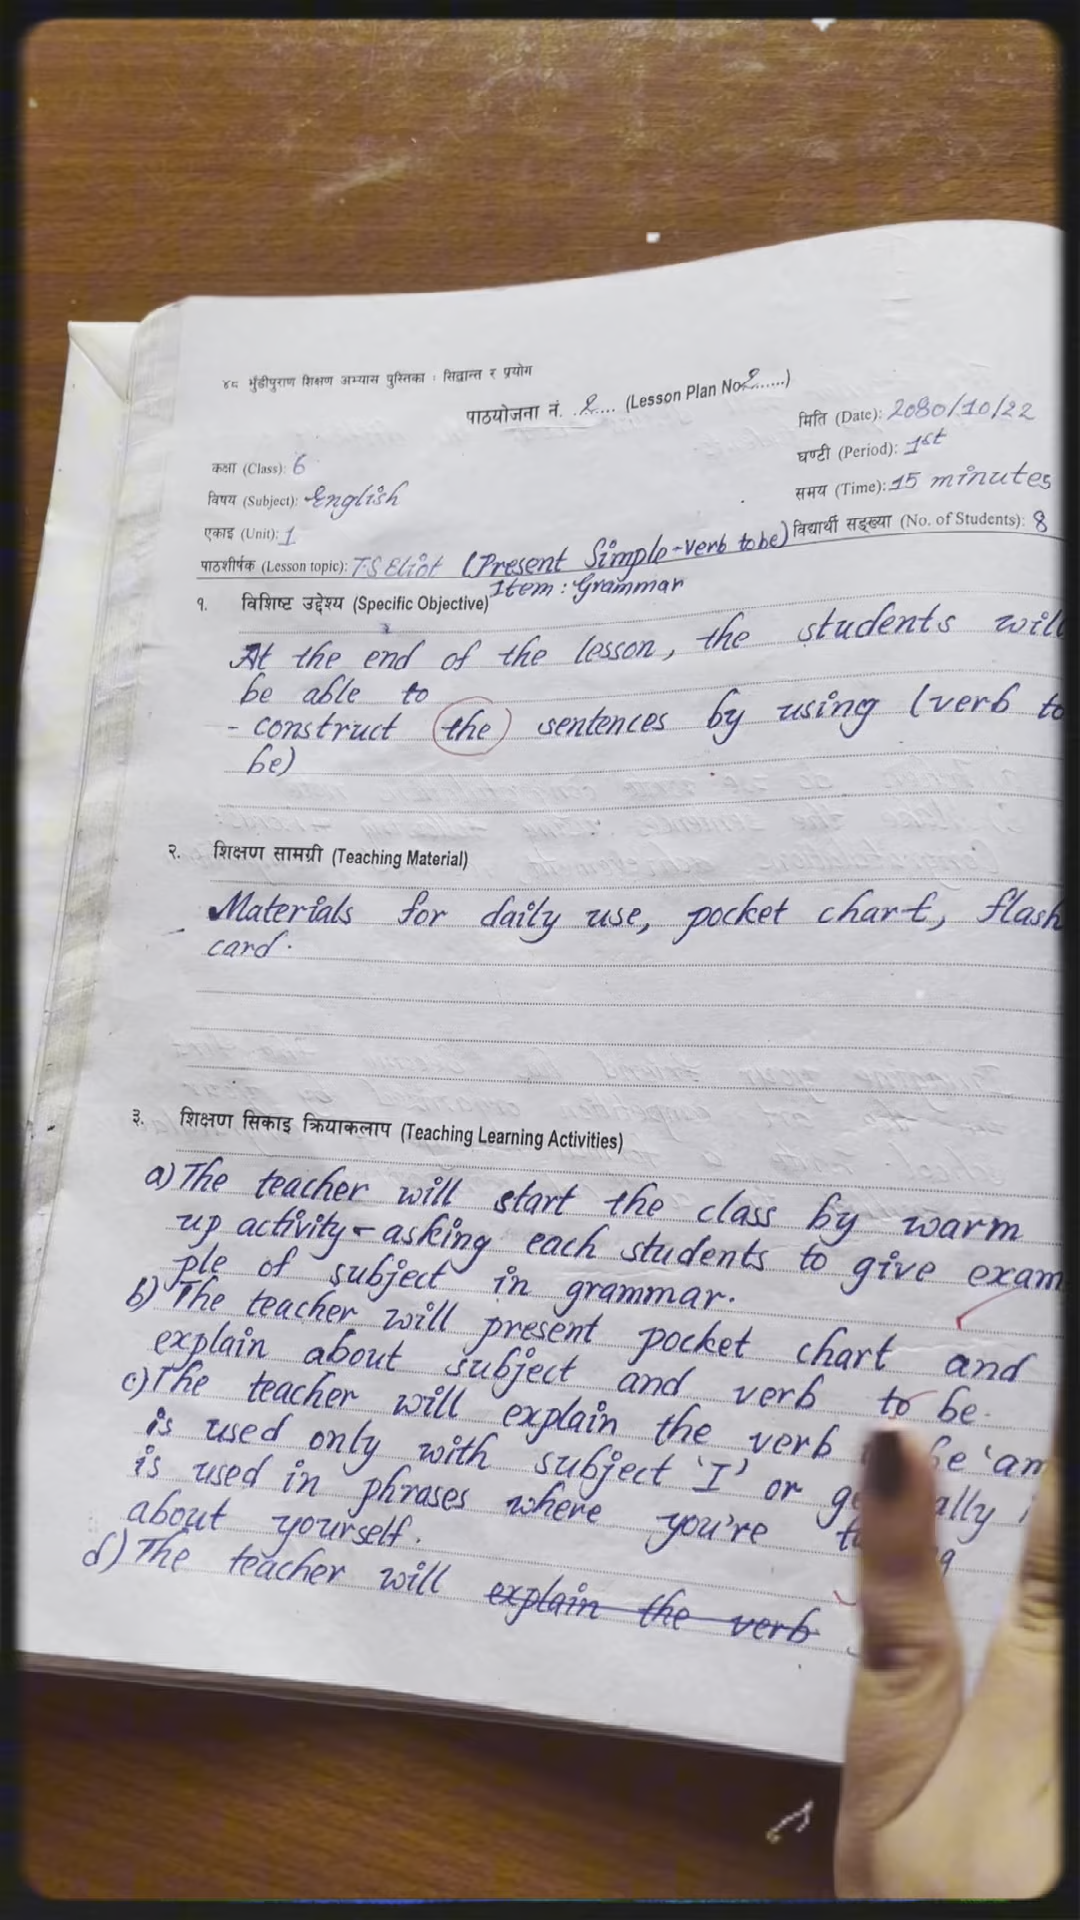 ४८ भुँडीपुराण शिक्षण अभ्यास पुस्तिका : सिद्धान्त र प्रयोग
पाठयोजना नं. .2.... (Lesson Plan No.2......)
मिति (Date): 2080/10/22
कक्षा (Class): 6
घण्टी (Period): 1st
विषय (Subject): English
समय (Time): 15 minutes
एकाइ (Unit): 1
विद्यार्थी सङ्ख्या (No. of Students): 8
पाठशीर्षक (Lesson topic): T.S Eliot (Present Simple-verb to be)
Item : Grammar
१. विशिष्ट उद्देश्य (Specific Objective)
At the end of the lesson, the students will
be able to
- construct the sentences by using (verb to
be)
२. शिक्षण सामग्री (Teaching Material)
Materials for daily use, pocket chart, flash
card.
३. शिक्षण सिकाइ क्रियाकलाप (Teaching Learning Activities)
a) The teacher will start the class by warm
up activity - asking each students to give exam
ple of subject in grammar.
b) The teacher will present pocket chart and
explain about subject and verb to be.
c) The teacher will explain the verb be 'am
is used only with subject 'I' or
is used in phrases where you're
about yourself.
d) The teacher will explain the verb